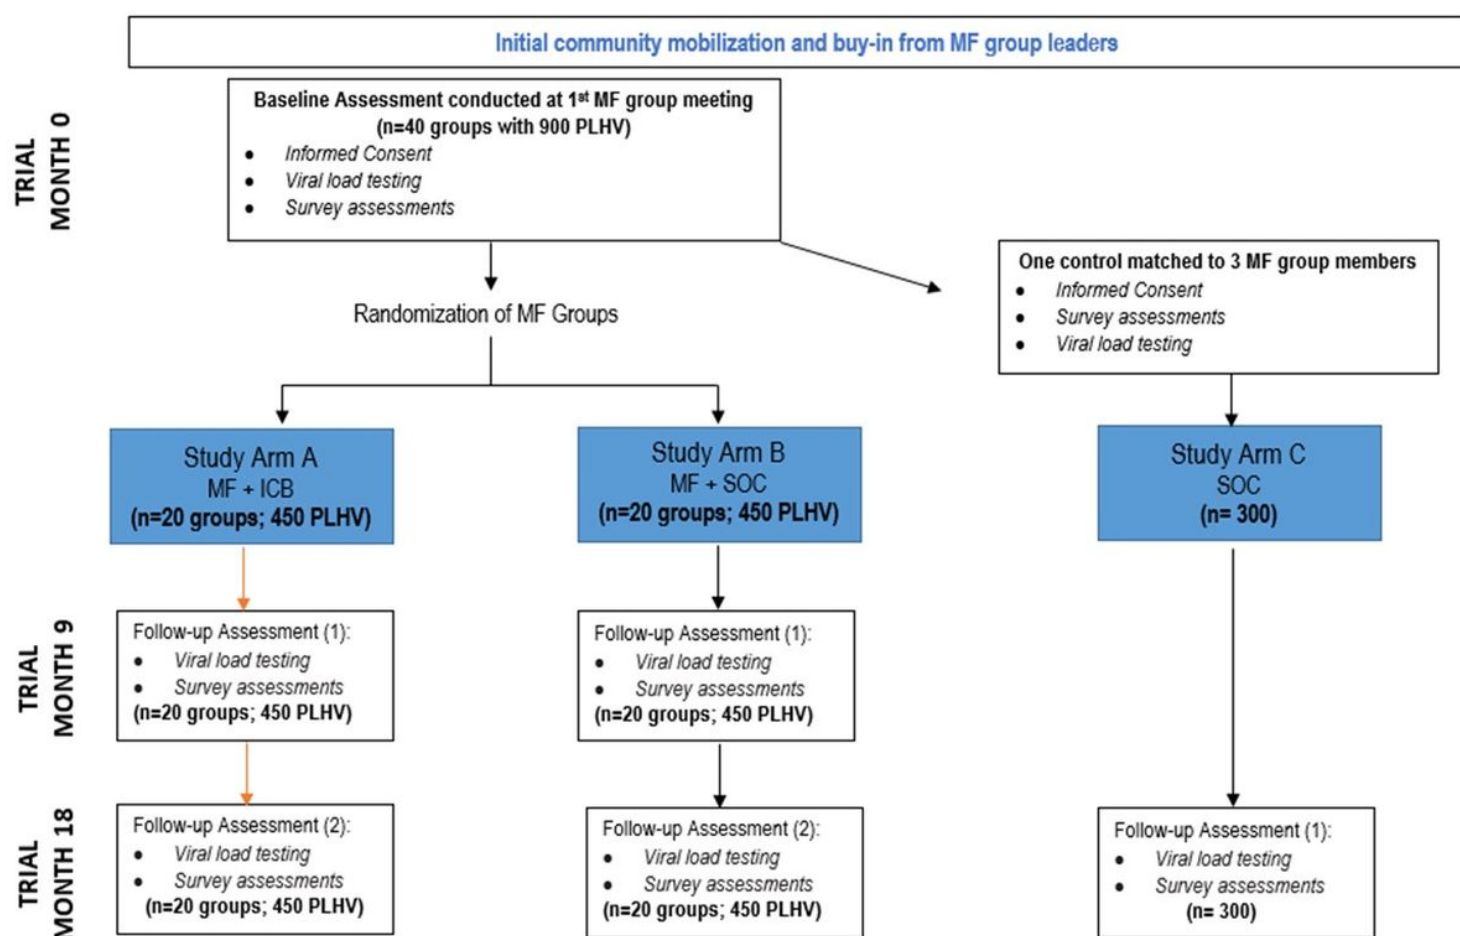 Initial community mobilization and buy-in from MF group leaders
TRIAL
MONTH 0
Baseline Assessment conducted at 1st MF group meeting
(n=40 groups with 900 PLHV)
• Informed Consent
• Viral load testing
• Survey assessments
One control matched to 3 MF group members
• Informed Consent
• Survey assessments
• Viral load testing
Randomization of MF Groups
Study Arm A
MF + ICB
(n=20 groups; 450 PLHV)
Study Arm B
MF + SOC
(n=20 groups; 450 PLHV)
Study Arm C
SOC
(n= 300)
TRIAL
MONTH 9
Follow-up Assessment (1):
• Viral load testing
• Survey assessments
(n=20 groups; 450 PLHV)
Follow-up Assessment (1):
• Viral load testing
• Survey assessments
(n=20 groups; 450 PLHV)
TRIAL
MONTH 18
Follow-up Assessment (2):
• Viral load testing
• Survey assessments
(n=20 groups; 450 PLHV)
Follow-up Assessment (2):
• Viral load testing
• Survey assessments
(n=20 groups; 450 PLHV)
Follow-up Assessment (1):
• Viral load testing
• Survey assessments
(n= 300)